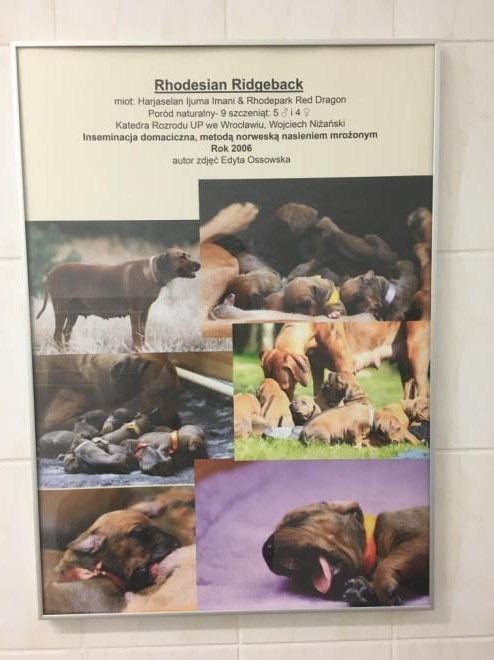 Rhodesian Ridgeback
miot: Harjaselan Ijuma Imani & Rhodepark Red Dragon
Poród naturalny- 9 szczeniąt: 5 ♂ i 4 ♀
Katedra Rozrodu UP we Wrocławiu, Wojciech Niżański
Inseminacja domaciczna, metodą norweską nasieniem mrożonym
Rok 2006
autor zdjęć Edyta Ossowska